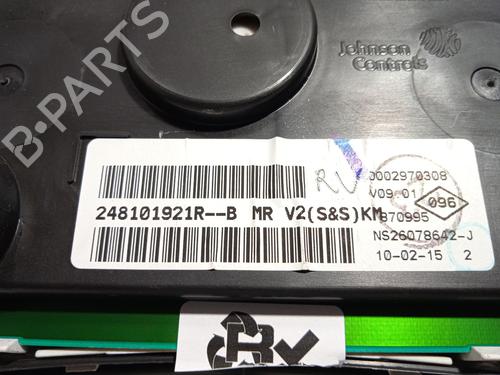 B-PARTS
Johnson
Controls
RV
0002970308
V09 01
096
870995
248101921R--B MR V2(S&S)KM
NS26078642-J
10-02-15 2
R